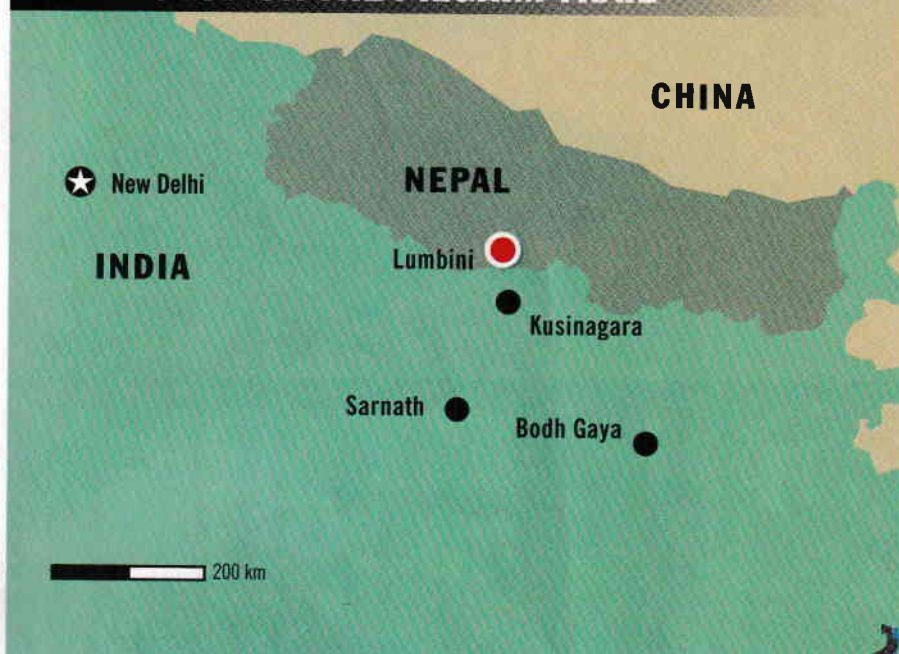 CHINA
New Delhi
NEPAL
INDIA
Lumbini
Kusinagara
Sarnath
Bodh Gaya
200 km